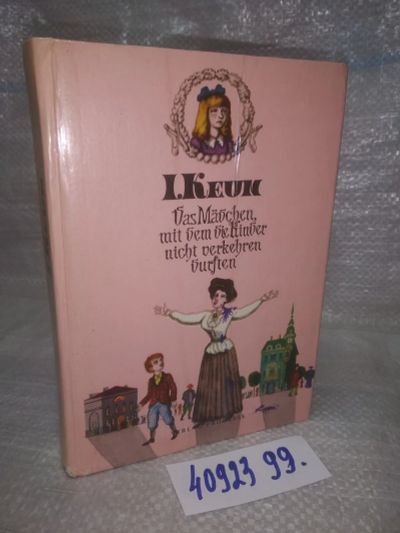 I. KEUN
Das Mädchen,
mit dem die Kinder
nicht verkehren
durften
40923 99.